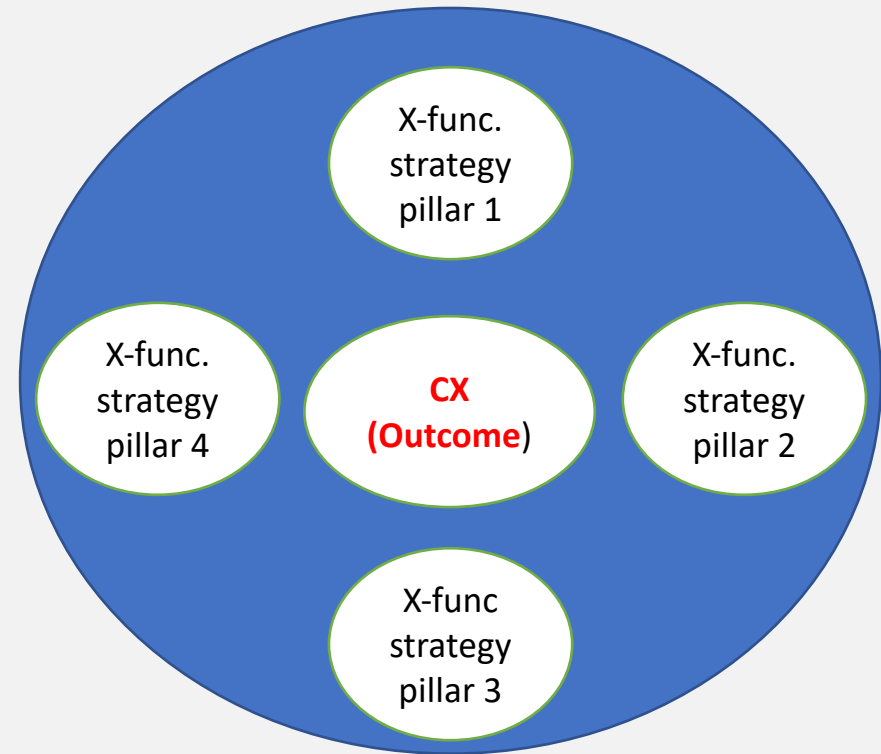 X-func.
strategy
pillar 1
X-func.
strategy
pillar 4
CX
(Outcome)
X-func.
strategy
pillar 2
X-func
strategy
pillar 3